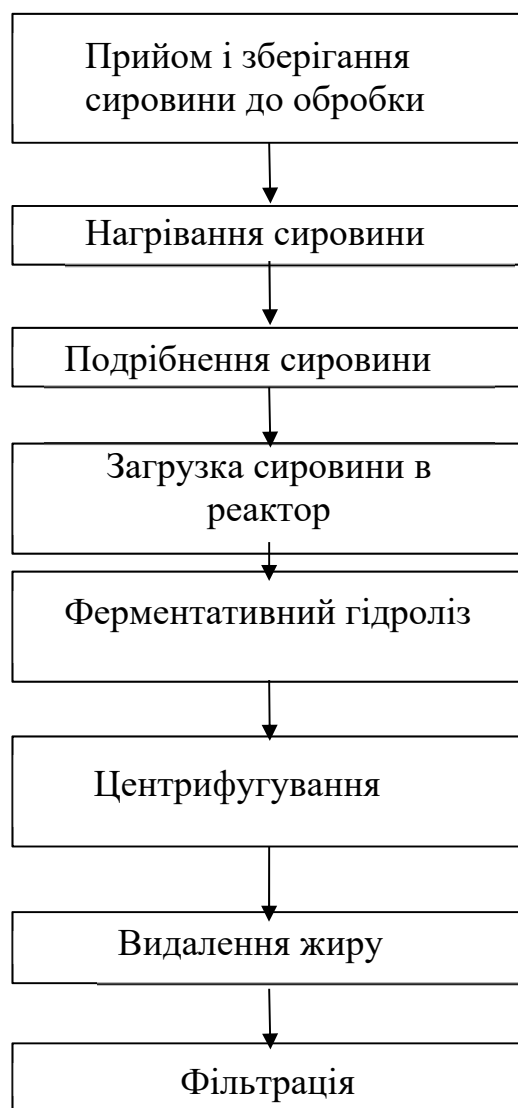 Прийом і зберігання
сировини до обробки
Нагрівання сировини
Подрібнення сировини
Загрузка сировини в
реактор
Ферментативний гідроліз
Центрифугування
Видалення жиру
Фільтрація